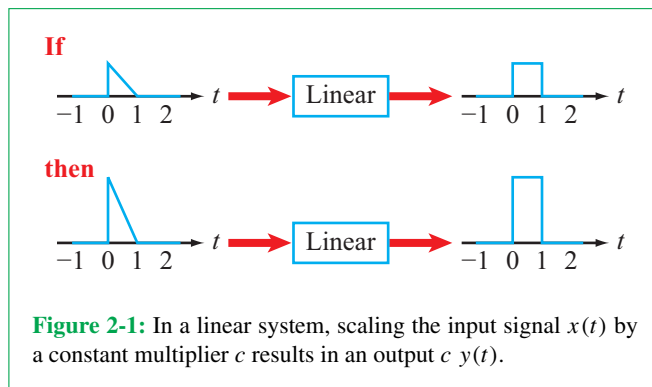 If
t Linear t
−1 0 1 2 −1 0 1 2
then
t Linear t
−1 0 1 2 −1 0 1 2
Figure 2-1: In a linear system, scaling the input signal x(t) by
a constant multiplier c results in an output c y(t).